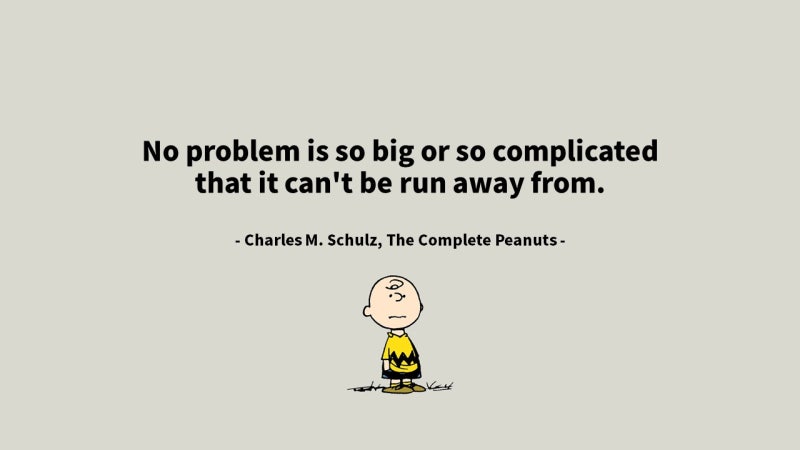 No problem is so big or so complicated
that it can't be run away from.
- Charles M. Schulz, The Complete Peanuts -